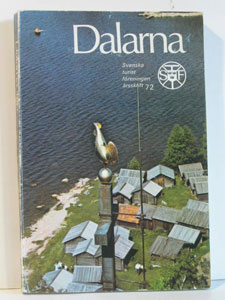 Dalarna
Svenska
turist
föreningen
årsskrift 72
STF